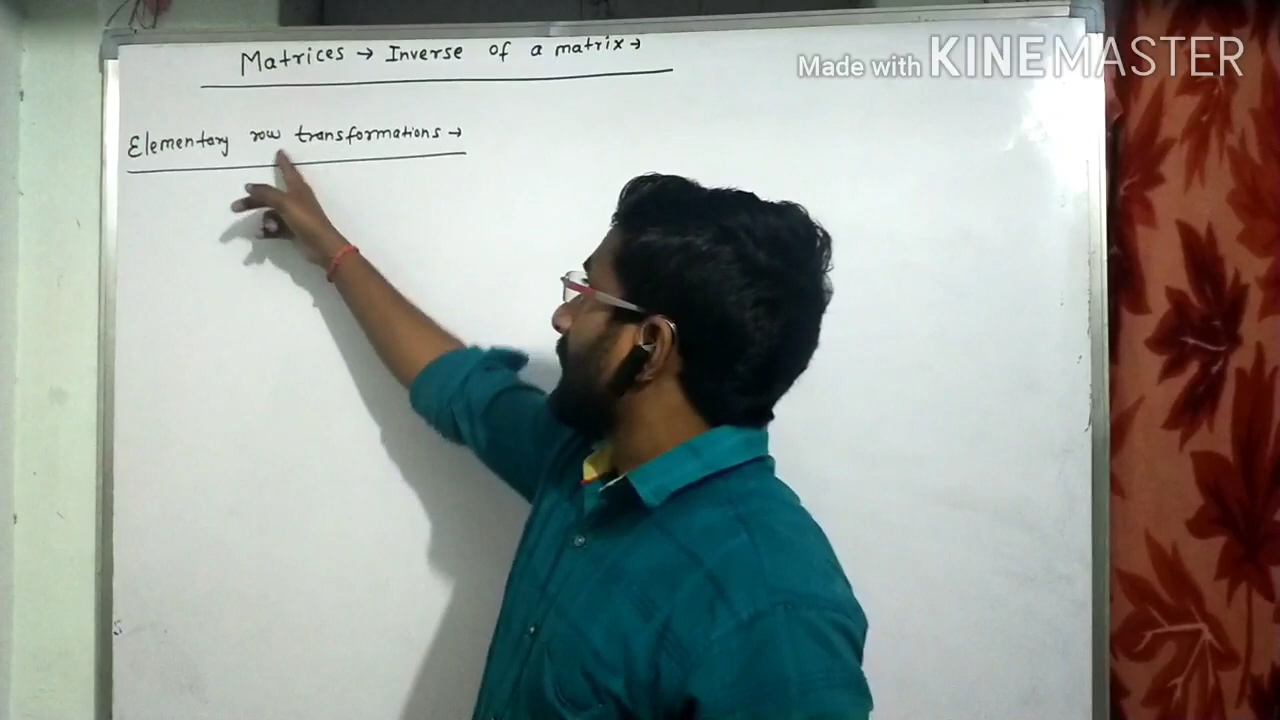 Matrices → Inverse of a matrix →
Made with KINEMASTER
Elementary row transformations →